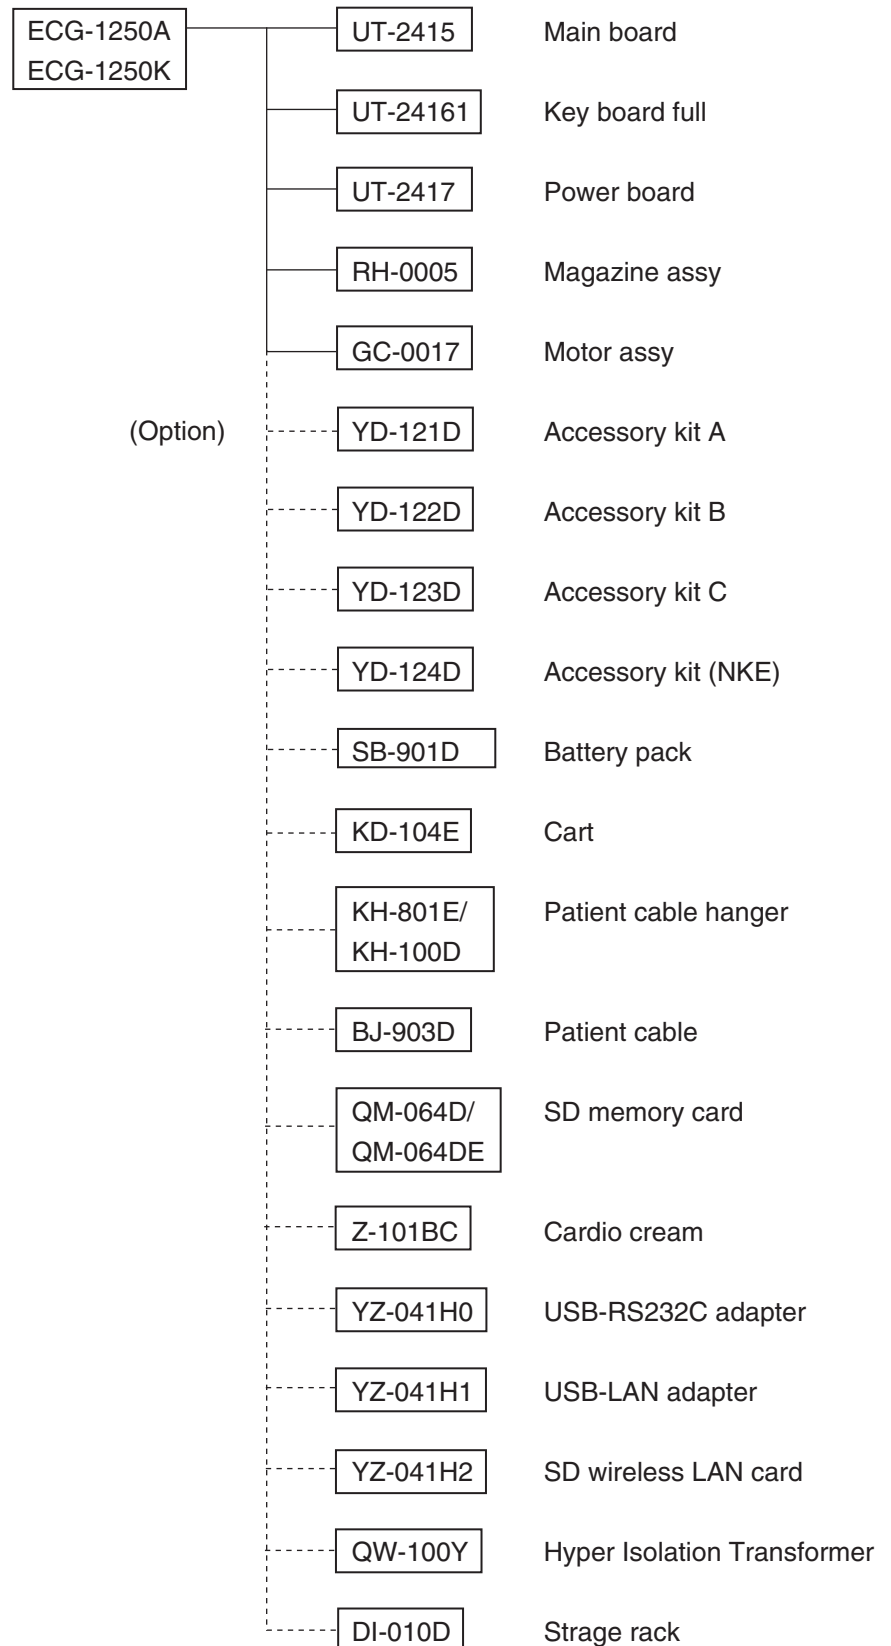 ECG-1250A
ECG-1250K
UT-2415 Main board
UT-24161 Key board full
UT-2417 Power board
RH-0005 Magazine assy
GC-0017 Motor assy
(Option) YD-121D Accessory kit A
YD-122D Accessory kit B
YD-123D Accessory kit C
YD-124D Accessory kit (NKE)
SB-901D Battery pack
KD-104E Cart
KH-801E/ Patient cable hanger
KH-100D
BJ-903D Patient cable
QM-064D/ SD memory card
QM-064DE
Z-101BC Cardio cream
YZ-041H0 USB-RS232C adapter
YZ-041H1 USB-LAN adapter
YZ-041H2 SD wireless LAN card
QW-100Y Hyper Isolation Transformer
DI-010D Strage rack